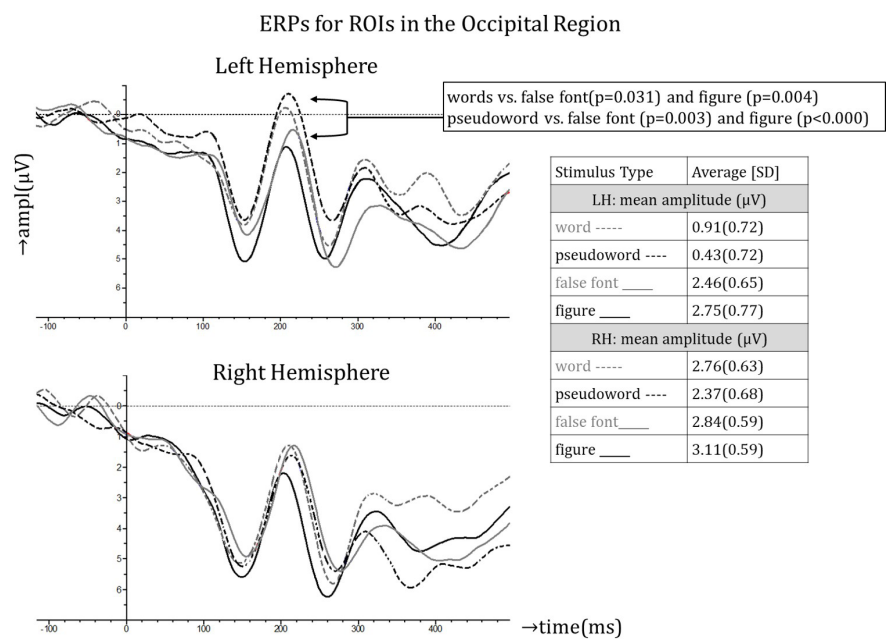 ERPs for ROIs in the Occipital Region
Left Hemisphere
words vs. false font(p=0.031) and figure (p=0.004)
pseudoword vs. false font (p=0.003) and figure (p<0.000)
→ampl(μV)
0
1
2
3
4
5
6
-100 0 100 200 300 400
Stimulus Type Average [SD]
LH: mean amplitude (μV)
word ----- 0.91(0.72)
pseudoword ---- 0.43(0.72)
false font ____ 2.46(0.65)
figure ____ 2.75(0.77)
RH: mean amplitude (μV)
word ----- 2.76(0.63)
pseudoword ---- 2.37(0.68)
false font____ 2.84(0.59)
figure ____ 3.11(0.59)
Right Hemisphere
0
1
2
3
4
5
6
-100 0 100 200 300 400
→time(ms)